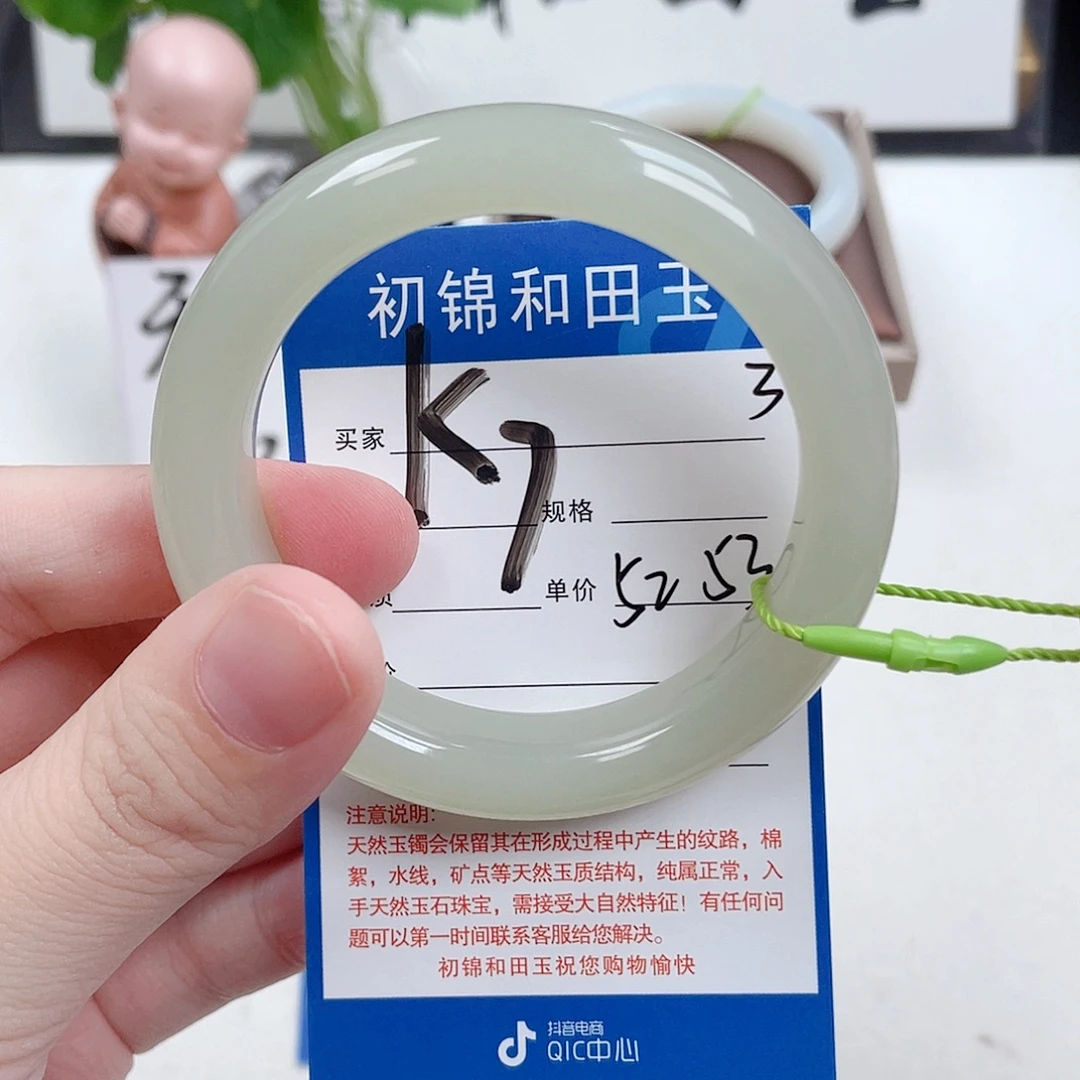 初锦和田玉
3
买家
K7
规格
单价 52 52
注意说明:
天然玉镯会保留其在形成过程中产生的纹路，棉
絮，水线，矿点等天然玉质结构，纯属正常，入
手天然玉石珠宝，需接受大自然特征！有任何问
题可以第一时间联系客服给您解决。
初锦和田玉祝您购物愉快
抖音电商
QIC中心